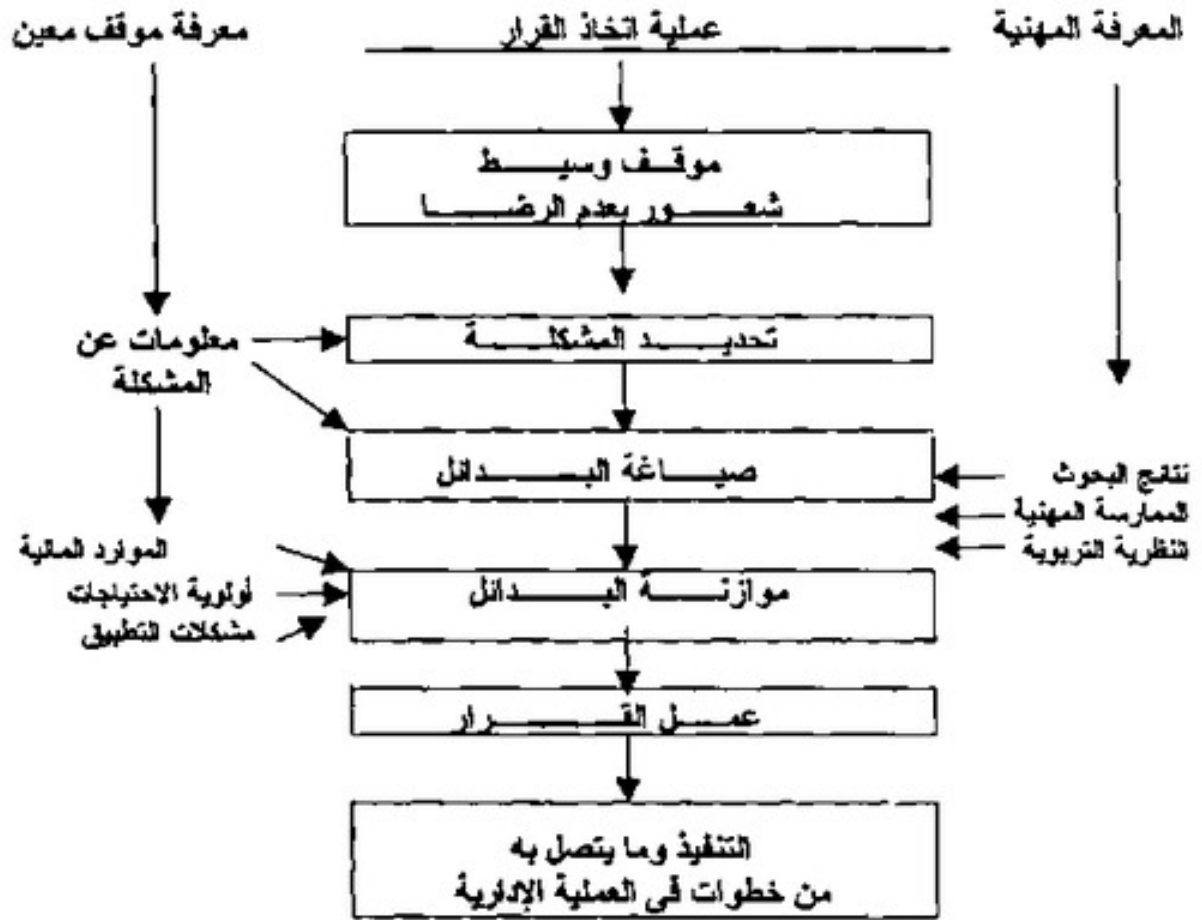 المعرفة المهنية
عملية اتخاذ القرار
معرفة موقف معين
موقف وسيط
شعور بعدم الرضا
تحديد المشكلة
معلومات عن
المشكلة
صياغة البدائل
نتائج البحوث
الممارسة المهنية
النظرية التربوية
الموارد المالية
أولوية الاحتياجات
مشكلات التطبيق
موازنة البدائل
عمل القرار
التنفيذ وما يتصل به
من خطوات في العملية الإدارية